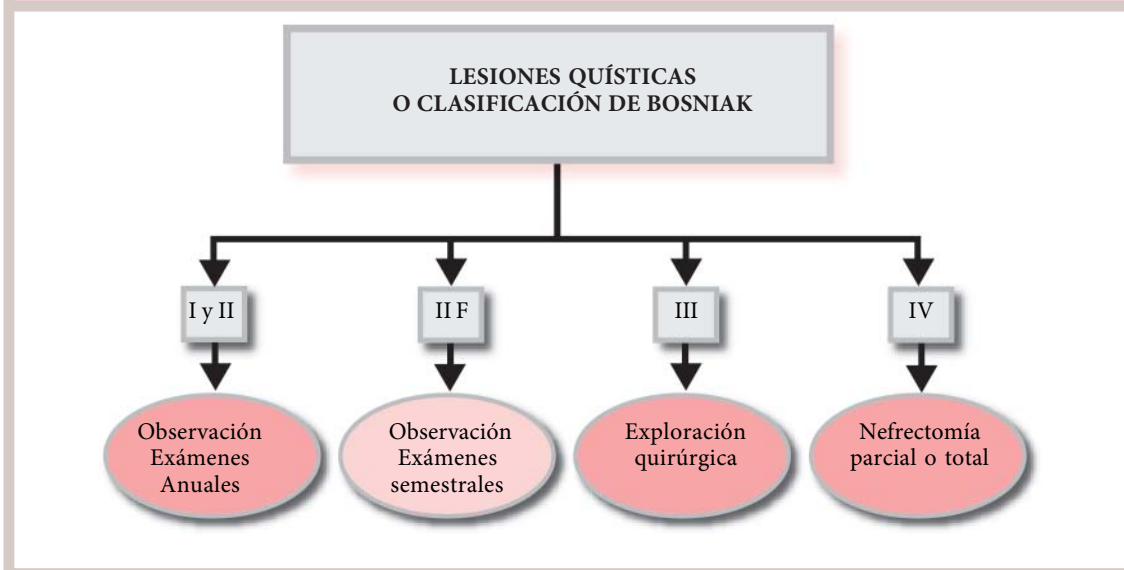 LESIONES QUÍSTICAS
O CLASIFICACIÓN DE BOSNIAK
I y II
II F
III
IV
Observación
Exámenes
Anuales
Observación
Exámenes
semestrales
Exploración
quirúrgica
Nefrectomía
parcial o total